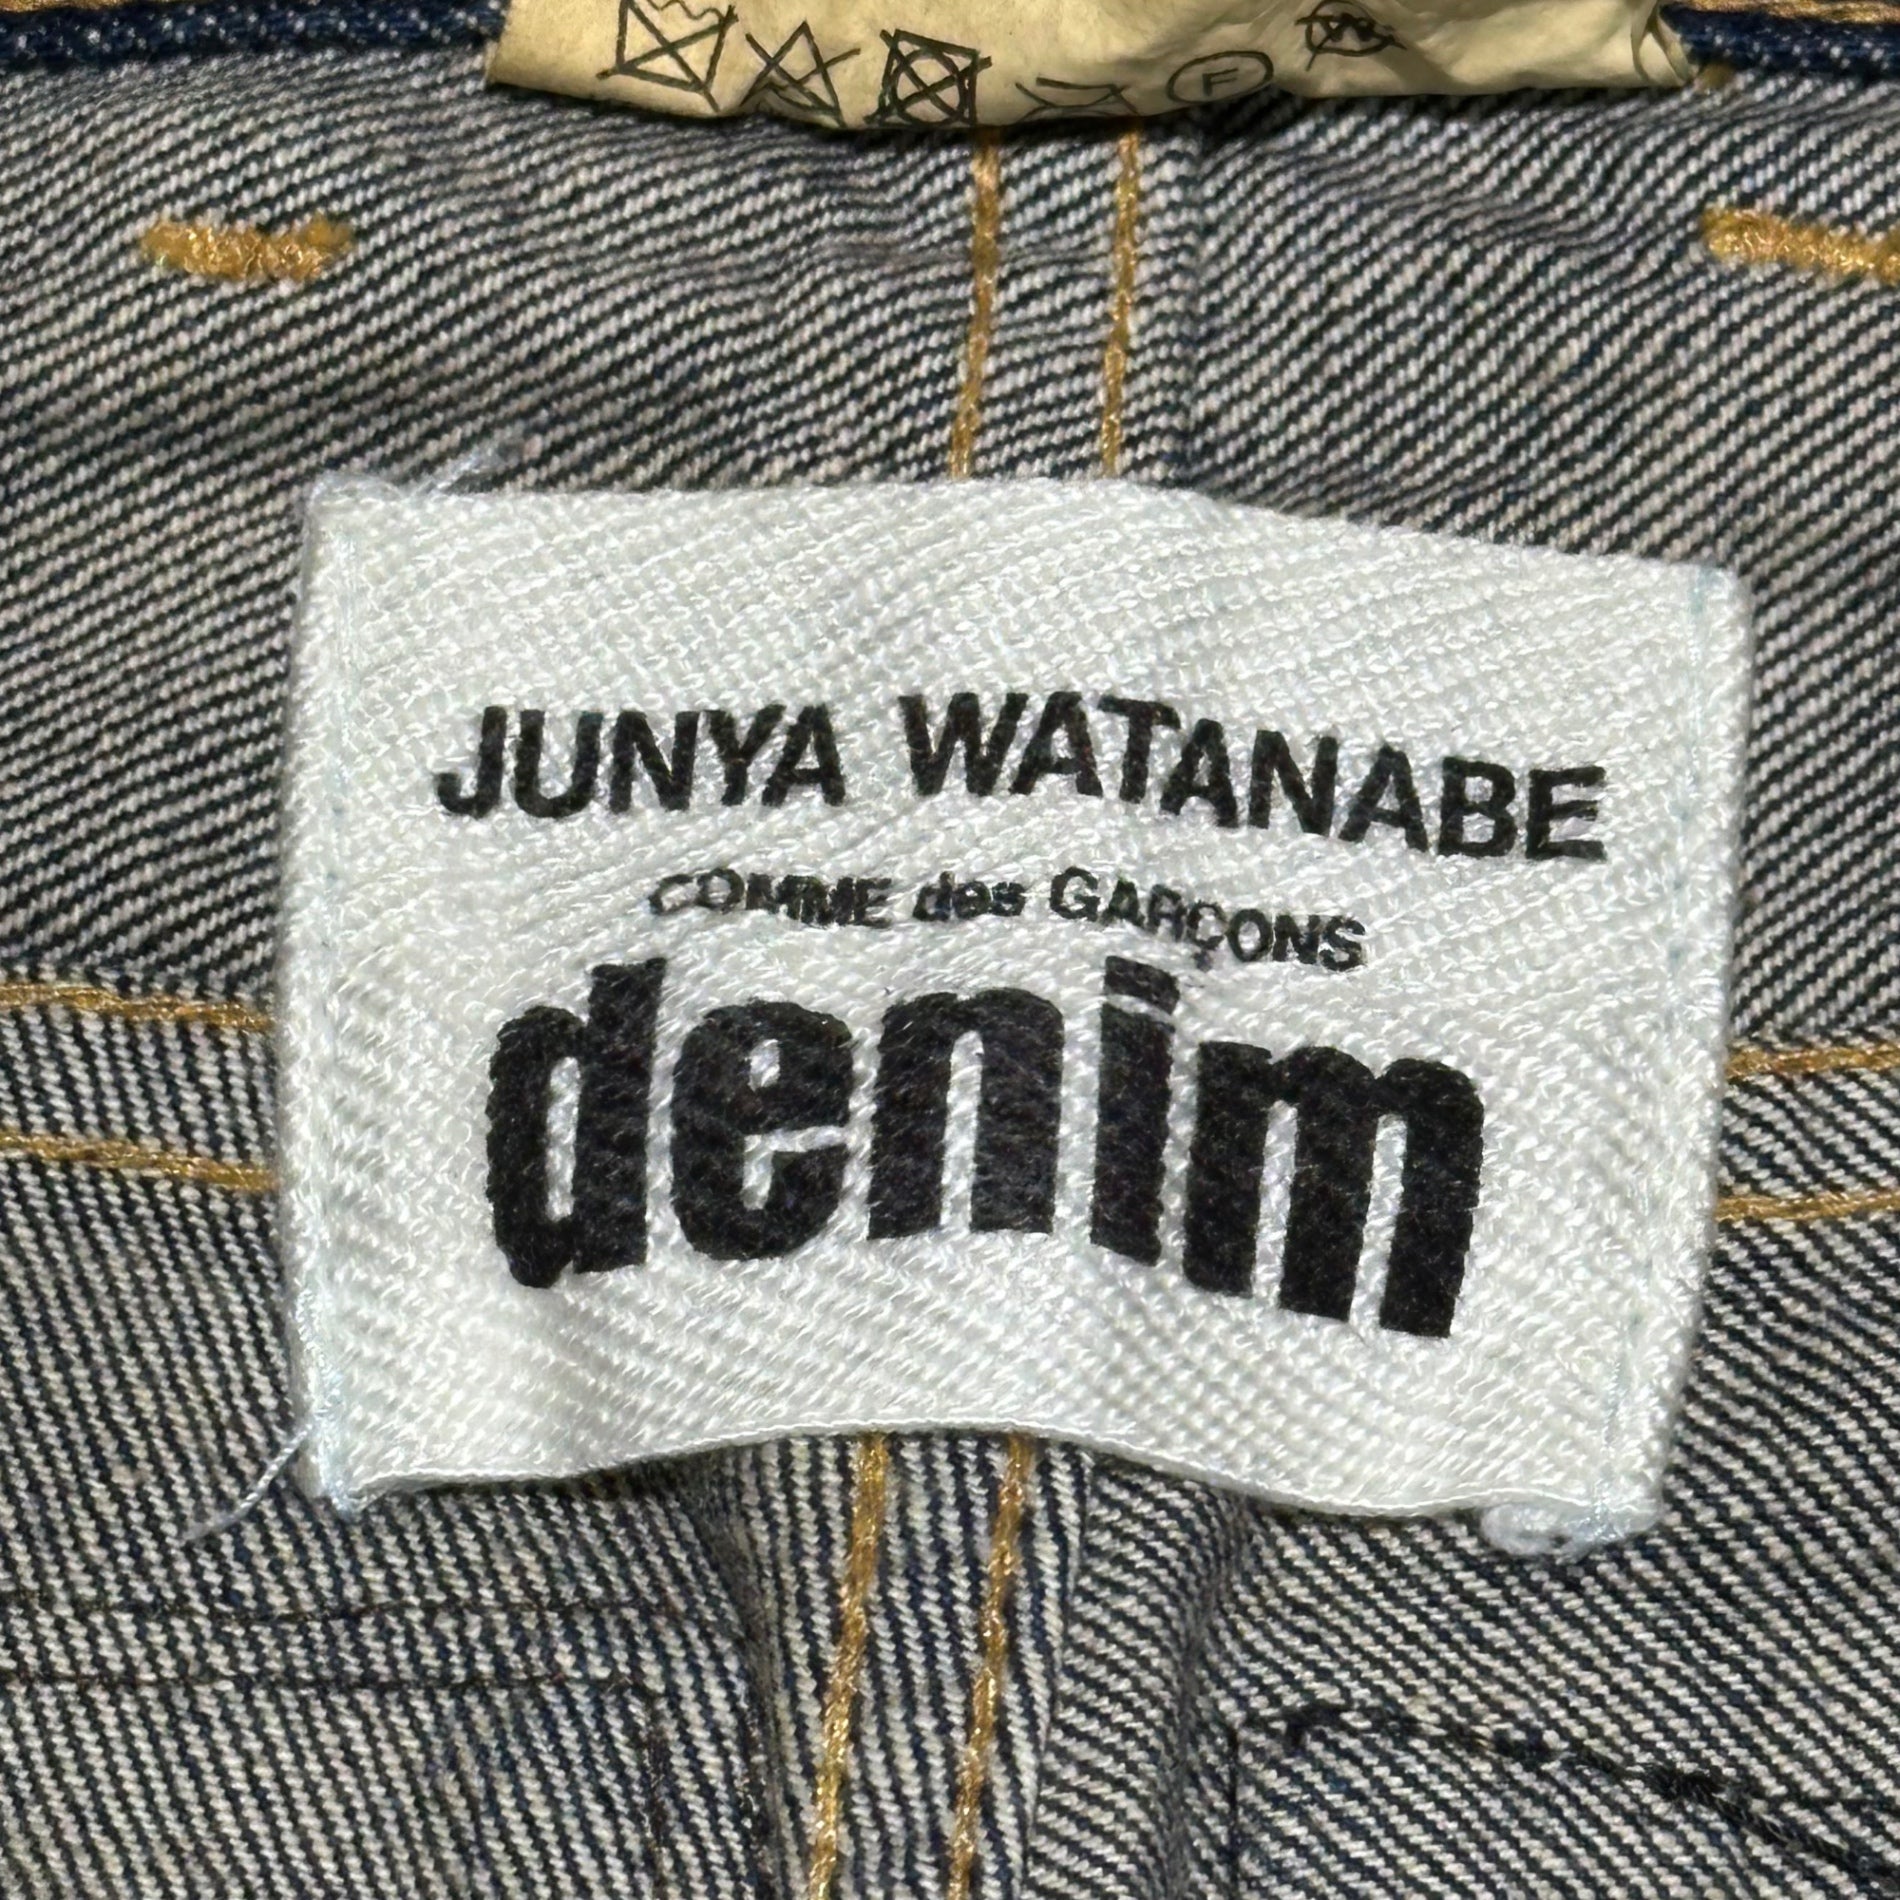 F
JUNYA WATANABE
COMME des GARÇONS
denim